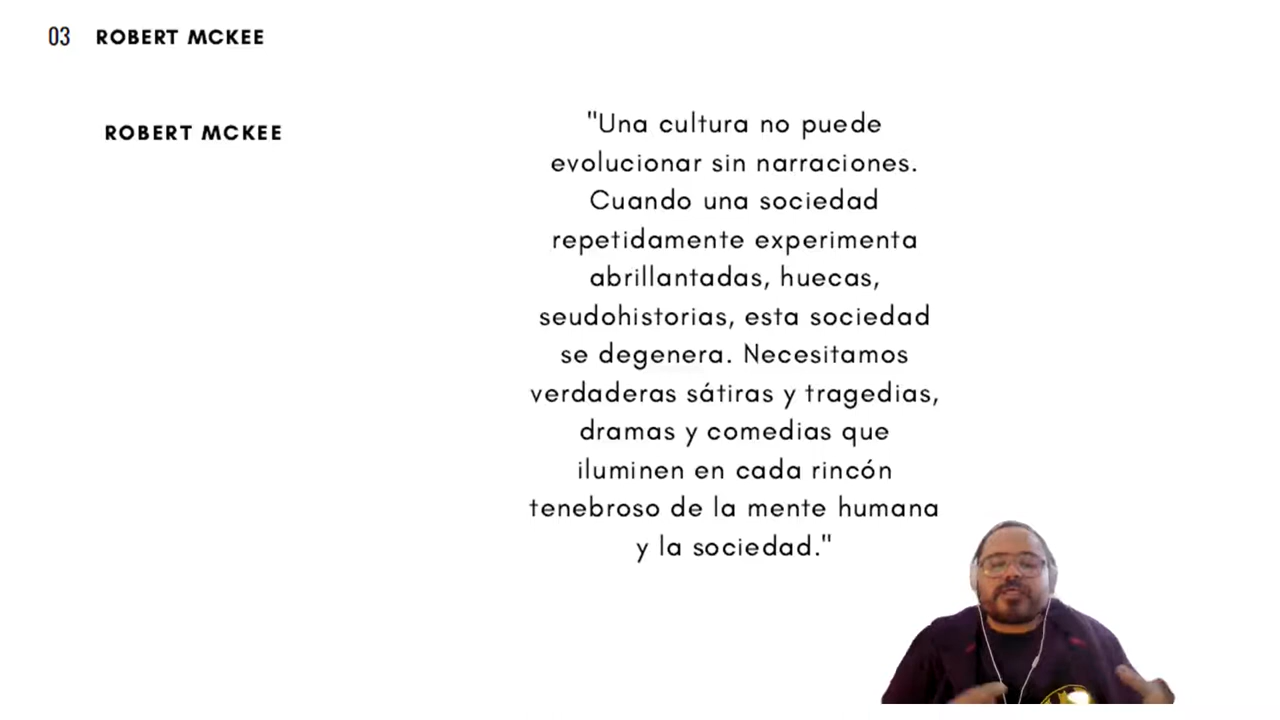 03 ROBERT MCKEE
ROBERT MCKEE
"Una cultura no puede
evolucionar sin narraciones.
Cuando una sociedad
repetidamente experimenta
abrillantadas, huecas,
seudohistorias, esta sociedad
se degenera. Necesitamos
verdaderas sátiras y tragedias,
dramas y comedias que
iluminen en cada rincón
tenebroso de la mente humana
y la sociedad."